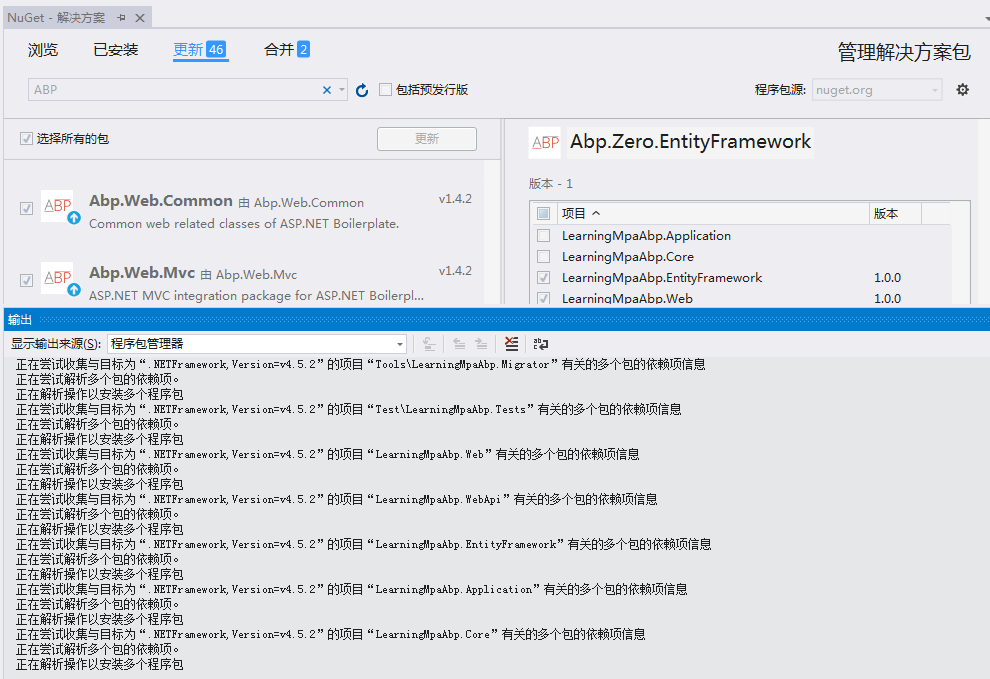 NuGet - 解决方案
浏览 已安装 更新 46 合并 2
管理解决方案包
ABP
包括预发行版
程序包源: nuget.org
选择所有的包 更新
ABP
Abp.Web.Common 由 Abp.Web.Common v1.4.2
Common web related classes of ASP.NET Boilerplate.
ABP
Abp.Web.Mvc 由 Abp.Web.Mvc v1.4.2
ASP.NET MVC integration package for ASP.NET Boilerpl...
ABP Abp.Zero.EntityFramework
版本 - 1
项目 版本
LearningMpaAbp.Application
LearningMpaAbp.Core
LearningMpaAbp.EntityFramework 1.0.0
LearningMpaAbp.Web 1.0.0
输出
显示输出来源(S): 程序包管理器
正在尝试收集与目标为“.NETFramework,Version=v4.5.2”的项目“Tools\LearningMpaAbp.Migrator”有关的多个包的依赖项信息
正在尝试解析多个包的依赖项。
正在解析操作以安装多个程序包
正在尝试收集与目标为“.NETFramework,Version=v4.5.2”的项目“Test\LearningMpaAbp.Tests”有关的多个包的依赖项信息
正在尝试解析多个包的依赖项。
正在解析操作以安装多个程序包
正在尝试收集与目标为“.NETFramework,Version=v4.5.2”的项目“LearningMpaAbp.Web”有关的多个包的依赖项信息
正在尝试解析多个包的依赖项。
正在解析操作以安装多个程序包
正在尝试收集与目标为“.NETFramework,Version=v4.5.2”的项目“LearningMpaAbp.WebApi”有关的多个包的依赖项信息
正在尝试解析多个包的依赖项。
正在解析操作以安装多个程序包
正在尝试收集与目标为“.NETFramework,Version=v4.5.2”的项目“LearningMpaAbp.EntityFramework”有关的多个包的依赖项信息
正在尝试解析多个包的依赖项。
正在解析操作以安装多个程序包
正在尝试收集与目标为“.NETFramework,Version=v4.5.2”的项目“LearningMpaAbp.Application”有关的多个包的依赖项信息
正在尝试解析多个包的依赖项。
正在解析操作以安装多个程序包
正在尝试收集与目标为“.NETFramework,Version=v4.5.2”的项目“LearningMpaAbp.Core”有关的多个包的依赖项信息
正在尝试解析多个包的依赖项。
正在解析操作以安装多个程序包